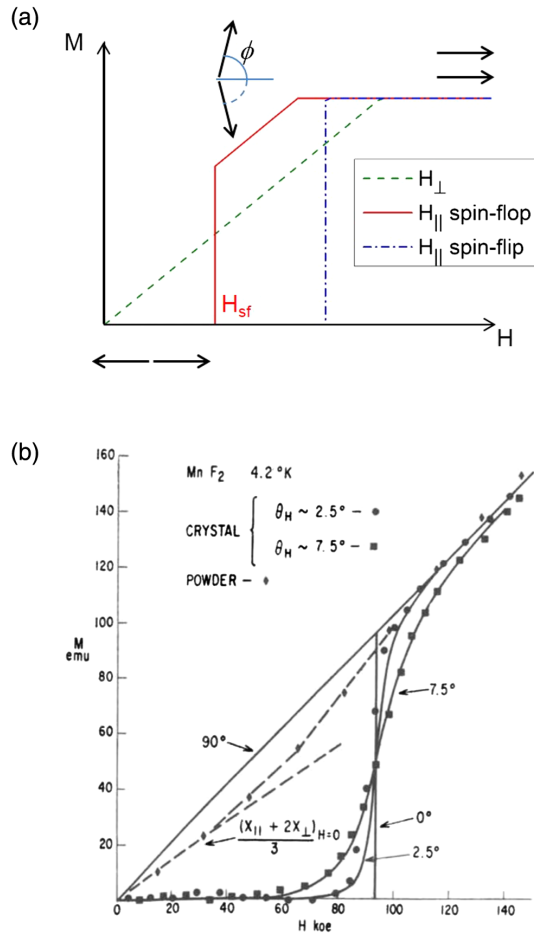 (a)
M
ϕ
H⊥
H|| spin-flop
H|| spin-flip
Hsf
H
(b)
160
140
120
100
80
60
40
20
0
M
emu
Mn F2 4.2 °K
CRYSTAL
θH ~ 2.5° –
θH ~ 7.5° –
POWDER –
90°
7.5°
0°
2.5°
(χ|| + 2χ⊥)H=0
3
0 20 40 60 80 100 120 140
H koe